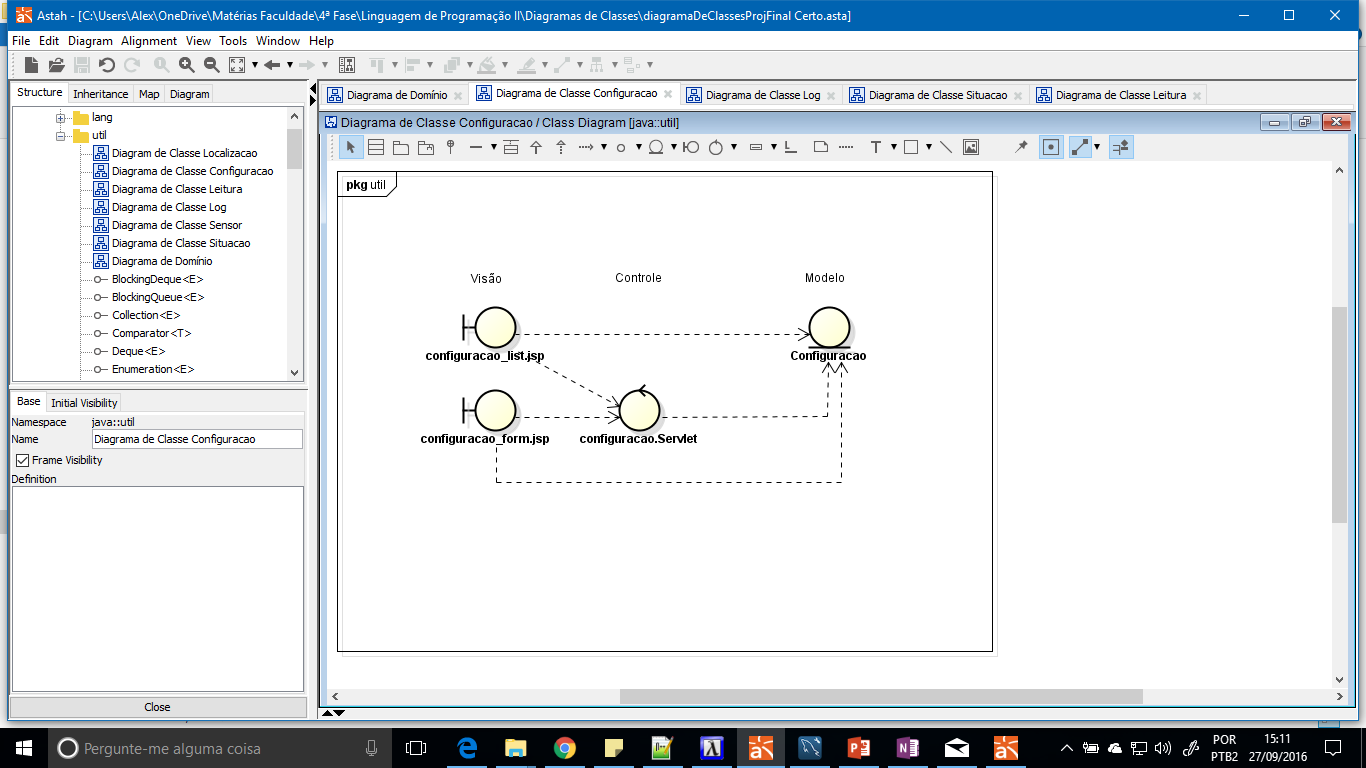 Astah - [C:\Users\Alex\OneDrive\Matérias Faculdade\4ª Fase\Linguagem de Programação II\Diagramas de Classes\diagramaDeClassesProjFinal Certo.asta]
File Edit Diagram Alignment View Tools Window Help
Structure Inheritance Map Diagram
lang
util
Diagram de Classe Localizacao
Diagrama de Classe Configuracao
Diagrama de Classe Leitura
Diagrama de Classe Log
Diagrama de Classe Sensor
Diagrama de Classe Situacao
Diagrama de Domínio
BlockingDeque<E>
BlockingQueue<E>
Collection<E>
Comparator<T>
Deque<E>
Enumeration<E>
Base Initial Visibility
Namespace java::util
Name Diagrama de Classe Configuracao
Frame Visibility
Definition
Close
Diagrama de Domínio Diagrama de Classe Configuracao Diagrama de Classe Log Diagrama de Classe Situacao Diagrama de Classe Leitura
Diagrama de Classe Configuracao / Class Diagram [java::util]
T
pkg util
Visão Controle Modelo
configuracao_list.jsp Configuracao
configuracao_form.jsp configuracao.Servlet
Pergunte-me alguma coisa
POR 15:11
PTB2 27/09/2016